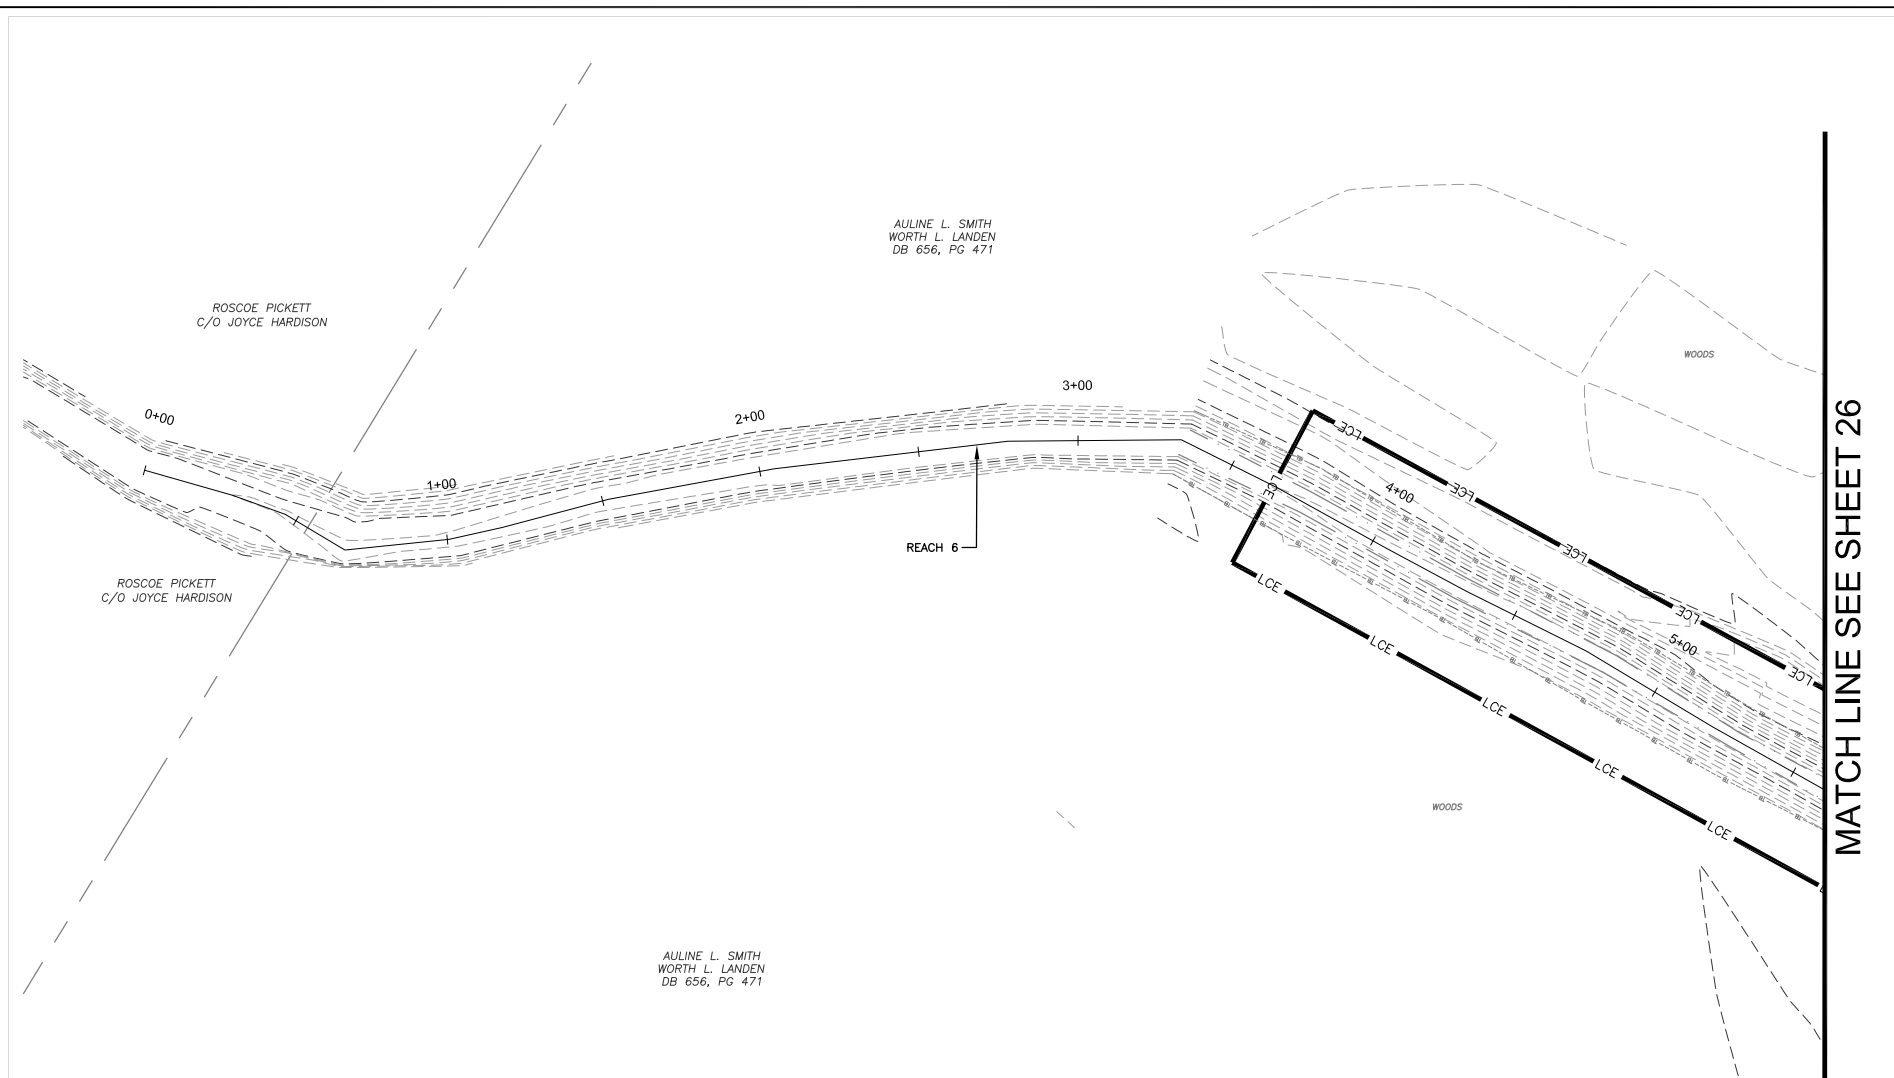 AULINE L. SMITH
WORTH L. LANDEN
DB 656, PG 471
ROSCOE PICKETT
C/O JOYCE HARDISON
WOODS
0+00
1+00
2+00
3+00
4+00
5+00
REACH 6
LCE
LCE
LCE
LCE
LCE
LCE
LCE
LCE
LCE
LCE
LCE
ROSCOE PICKETT
C/O JOYCE HARDISON
WOODS
AULINE L. SMITH
WORTH L. LANDEN
DB 656, PG 471
MATCH LINE SEE SHEET 26